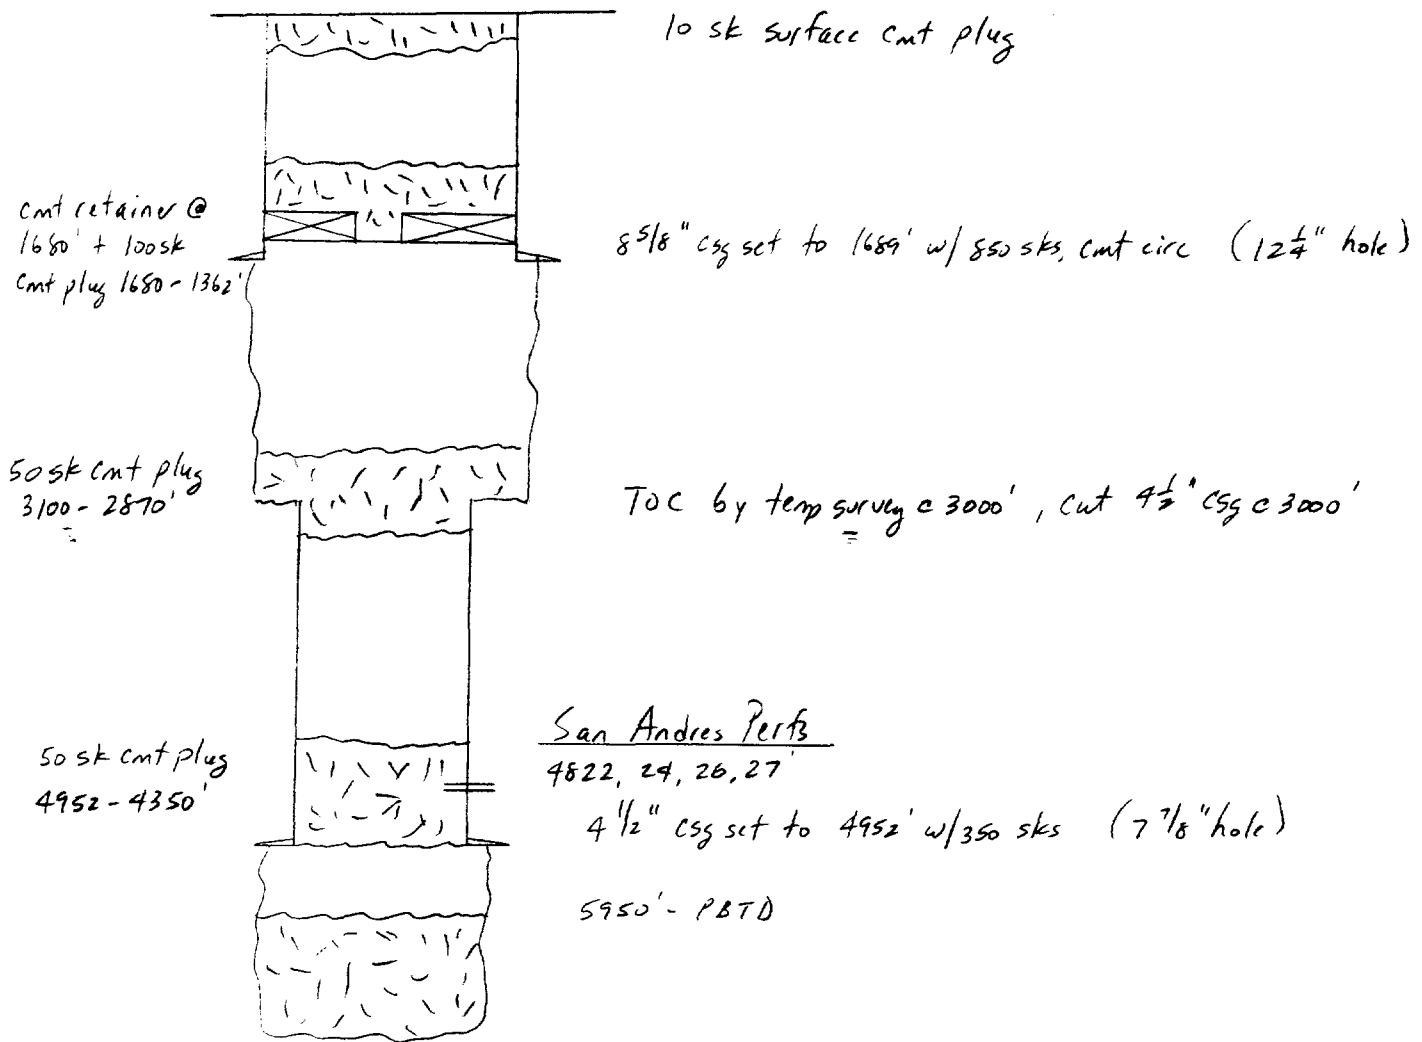 10 sk surface cmt plug
cmt retainer @
1680' + 100 sk
cmt plug 1680 - 1362'
8 5/8" csg set to 1689' w/ 850 sks, cmt circ (12 1/4" hole)
50 sk cmt plug
3100 - 2870'
TOC by temp survey @ 3000', cut 4 1/2" csg @ 3000'
San Andres Perfs
4822, 24, 26, 27'
50 sk cmt plug
4952 - 4350'
4 1/2" csg set to 4952' w/350 sks (7 7/8" hole)
5950' - PBTD